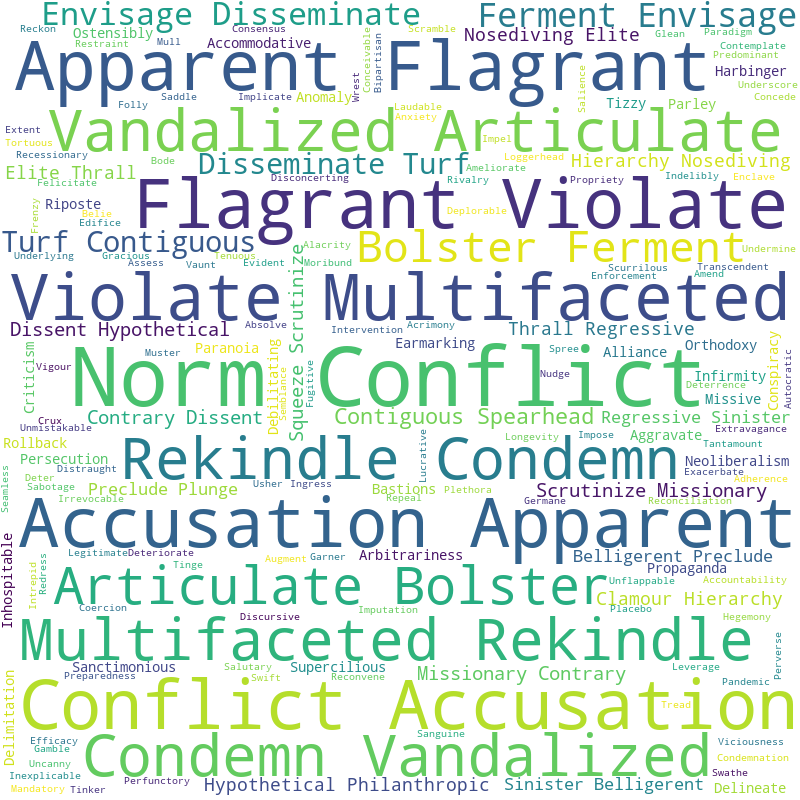 Envisage Disseminate
Ferment Envisage
Reckon
Ostensibly
Consensus
Scramble
Nosediving Elite
Glean
Paradigm
Restraint
Mull
Accommodative
Conceivable
Bipartisan
Contemplate
Predominant
Apparent Flagrant
Harbinger
Saddle
Implicate
Anomaly
Wrest
Salience
Underscore
Folly
Laudable
Tizzy
Parley
Concede
Anxiety
Vandalized Articulate
Extent
Tortuous
Impel
Recessionary
Bode
Disseminate Turf
Loggerhead
Hierarchy Nosediving
Elite Thrall
Ameliorate
Felicitate
Disconcerting
Rivalry
Propriety
Indelibly
Enclave
Frenzy
Riposte
Belie
Edifice
Flagrant Violate
Deplorable
Turf Contiguous
Bolster Ferment
Alacrity
Undermine
Underlying
Gracious
Tenuous
Assess
Vaunt
Evident
Moribund
Scurrilous
Transcendent
Enforcement
Amend
Squeeze Scrutinize
Violate Multifaceted
Dissent Hypothetical
Absolve
Intervention
Acrimony
Thrall Regressive
Criticism
Muster
Paranoia
Debilitating
Semblance
Fugitive
Earmarking
Spree
Alliance
Orthodoxy
Conspiracy
Autocratic
Vigour
Norm Conflict
Nudge
Infirmity
Deterrence
Missive
Crux
Contrary Dissent
Contiguous Spearhead
Regressive Sinister
Unmistakable
Extravagance
Rollback
Longevity
Impose
Aggravate
Tantamount
Persecution
Rekindle Condemn
Lucrative
Neoliberalism
Distraught
Exacerbate
Seamless
Deter
Sabotage
Preclude Plunge
Usher Ingress
Bastions
Plethora
Scrutinize Missionary
Adherence
Irrevocable
Repeal
Germane
Reconciliation
Accusation Apparent
Inhospitable
Legitimate
Deteriorate
Augment
Garner
Arbitrariness
Belligerent Preclude
Intrepid
Redress
Tinge
Propaganda
Articulate Bolster
Unflappable
Accountability
Coercion
Clamour Hierarchy
Discursive
Imputation
Placebo
Hegemony
Multifaceted Rekindle
Perverse
Sanctimonious
Salutary
Supercilious
Missionary Contrary
Leverage
Preparedness
Swift
Reconvene
Pandemic
Delimitation
Conflict Accusation
Tread
Efficacy
Sanguine
Gamble
Condemn Vandalized
Viciousness
Uncanny
Condemnation
Inexplicable
Perfunctory
Swathe
Mandatory
Tinker
Hypothetical Philanthropic
Sinister Belligerent
Delineate